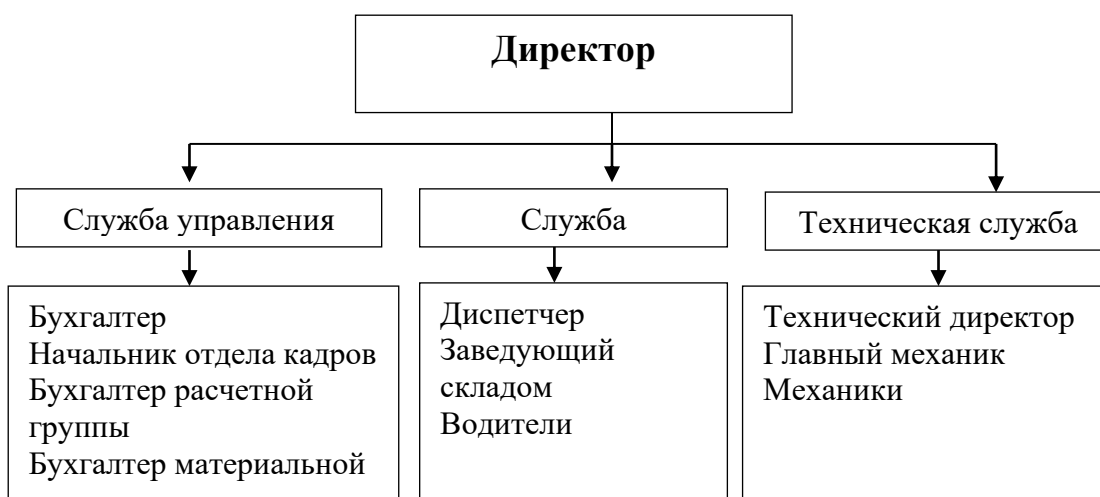 Директор
Служба управления
Служба
Техническая служба
Бухгалтер
Начальник отдела кадров
Бухгалтер расчетной
группы
Бухгалтер материальной
Диспетчер
Заведующий
складом
Водители
Технический директор
Главный механик
Механики